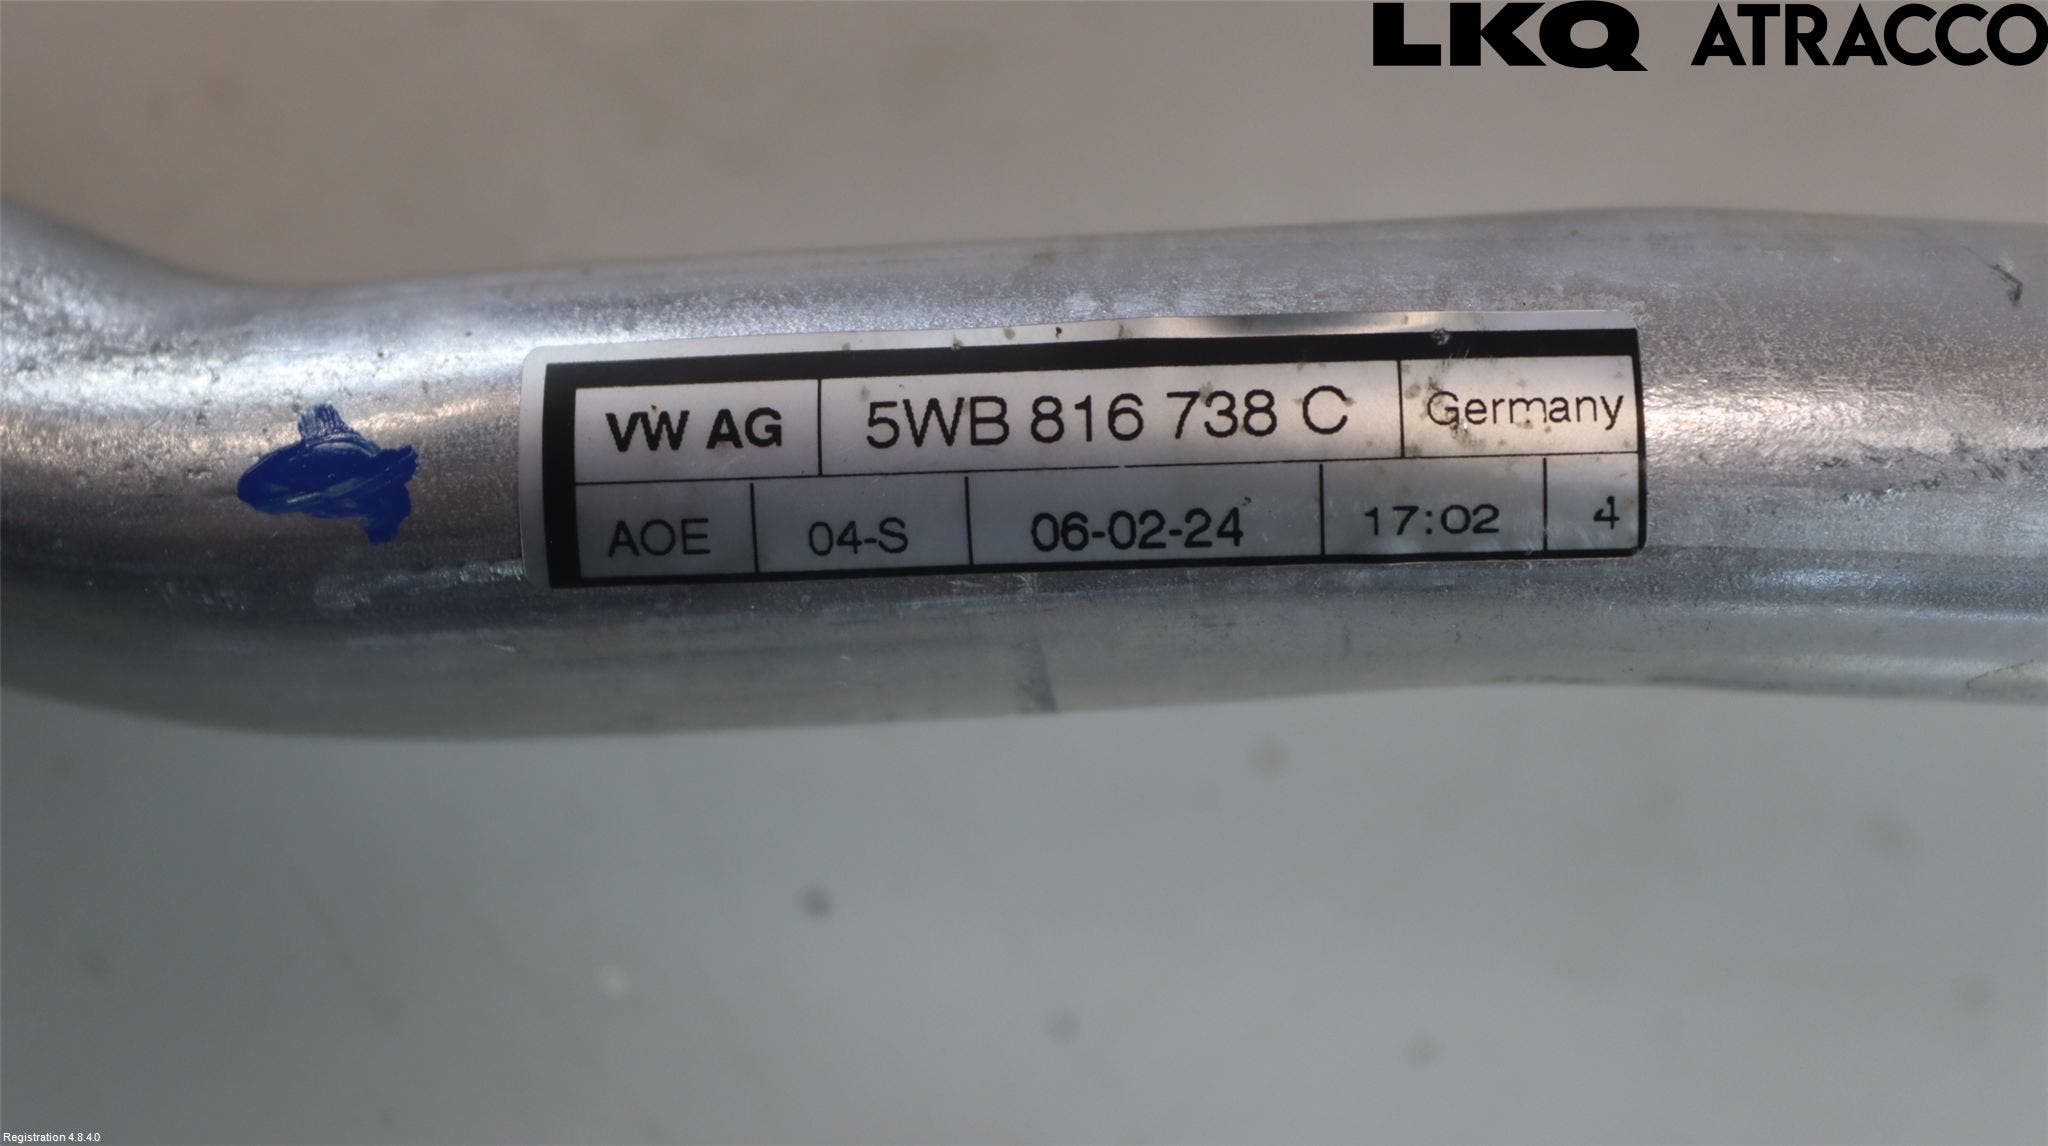 LKQ ATRACCO
VW AG 5WB 816 738 C Germany
AOE 04-S 06-02-24 17:02 4
Registration 4.8.4.0